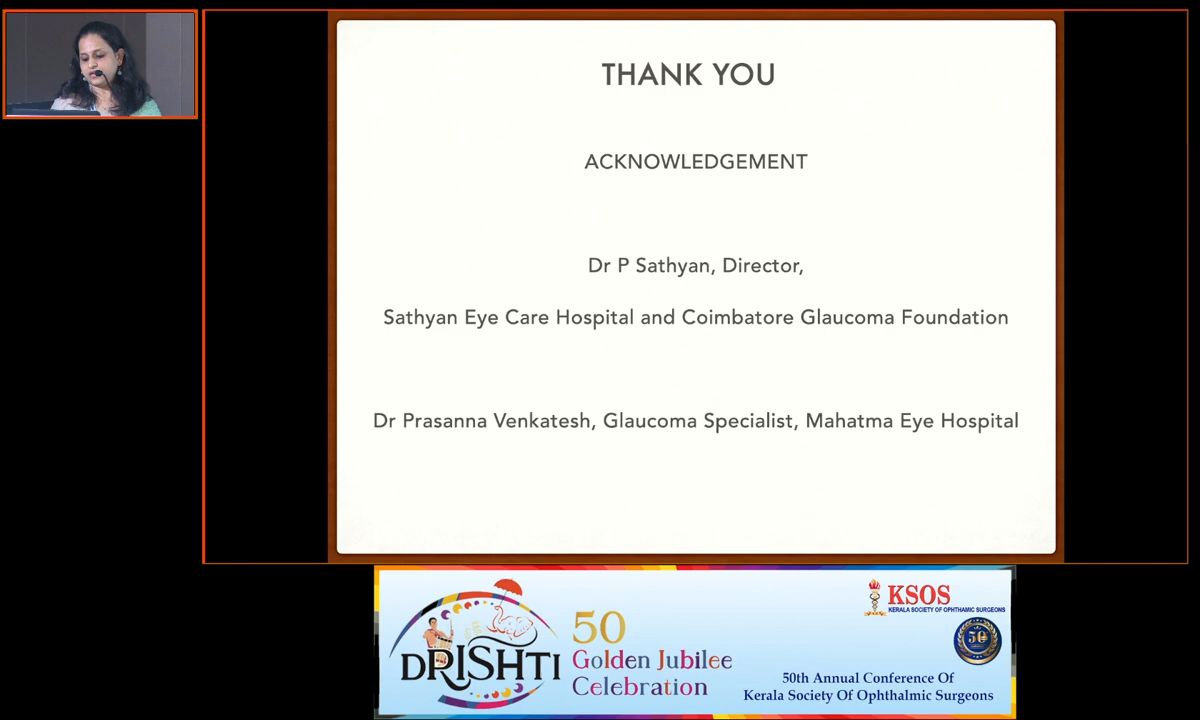 THANK YOU
ACKNOWLEDGEMENT
Dr P Sathyan, Director,
Sathyan Eye Care Hospital and Coimbatore Glaucoma Foundation
Dr Prasanna Venkatesh, Glaucoma Specialist, Mahatma Eye Hospital
DRISHTI
50
Golden Jubilee
Celebration
KSOS
KERALA SOCIETY OF OPHTHAMIC SURGEONS
50
50th Annual Conference Of
Kerala Society Of Ophthalmic Surgeons